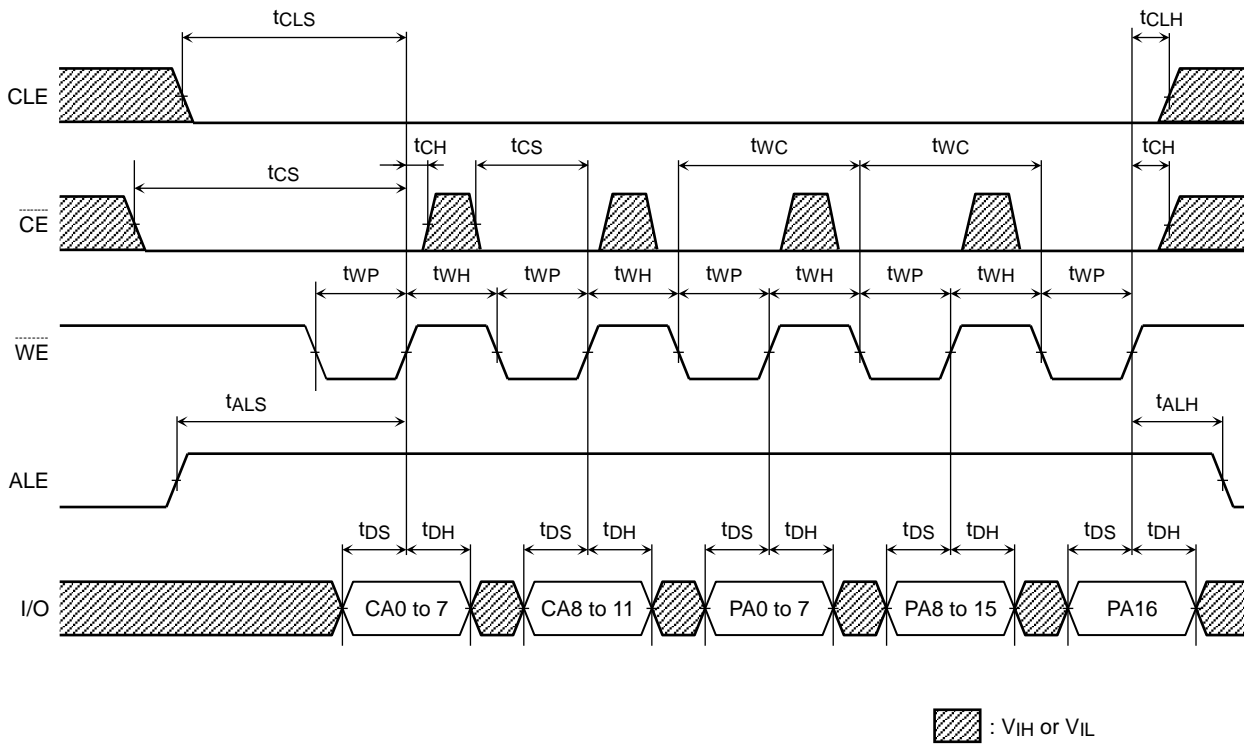 tCLS tCLH
CLE
tCH tCS tWC tWC tCH
tCS
CE
tWP tWH tWP tWH tWP tWH tWP tWH tWP
WE
tALS tALH
ALE
tDS tDH tDS tDH tDS tDH tDS tDH tDS tDH
I/O CA0 to 7 CA8 to 11 PA0 to 7 PA8 to 15 PA16
: VIH or VIL